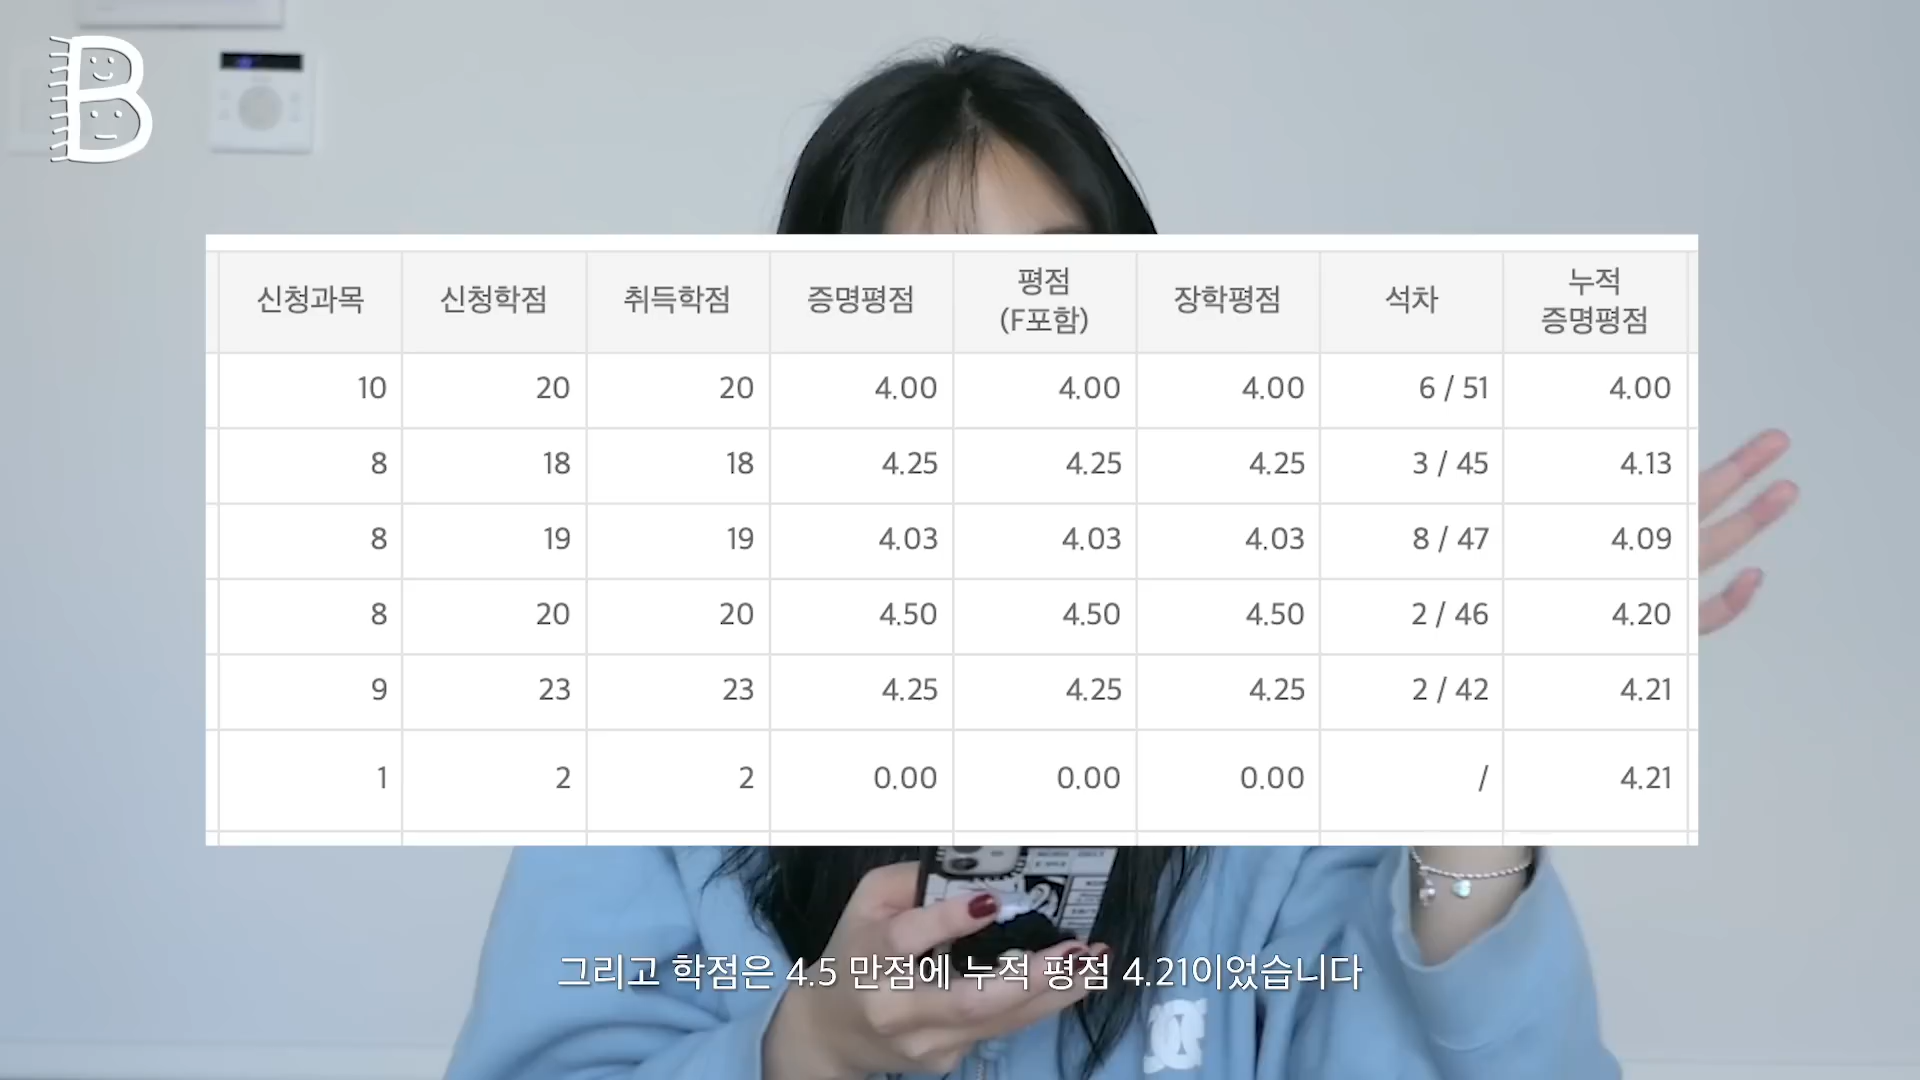 B
신청과목 신청학점 취득학점 증명평점 평점 (F포함) 장학평점 석차 누적 증명평점
10 20 20 4.00 4.00 4.00 6 / 51 4.00
8 18 18 4.25 4.25 4.25 3 / 45 4.13
8 19 19 4.03 4.03 4.03 8 / 47 4.09
8 20 20 4.50 4.50 4.50 2 / 46 4.20
9 23 23 4.25 4.25 4.25 2 / 42 4.21
1 2 2 0.00 0.00 0.00 / 4.21
그리고 학점은 4.5 만점에 누적 평점 4.21이었습니다